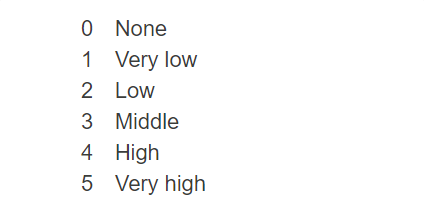 0 None
1 Very low
2 Low
3 Middle
4 High
5 Very high